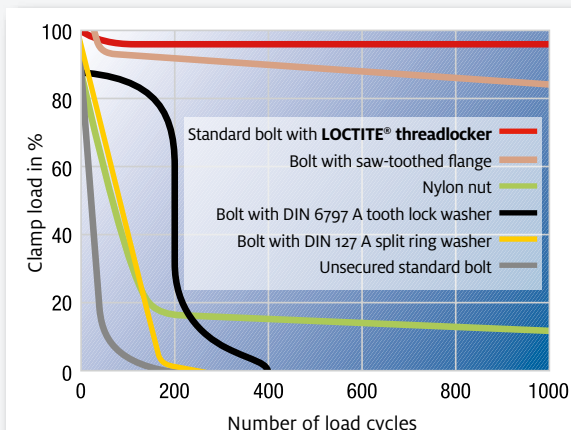 100
80
60
40
20
0
Clamp load in %
Standard bolt with LOCTITE® threadlocker
Bolt with saw-toothed flange
Nylon nut
Bolt with DIN 6797 A tooth lock washer
Bolt with DIN 127 A split ring washer
Unsecured standard bolt
0 200 400 600 800 1000
Number of load cycles